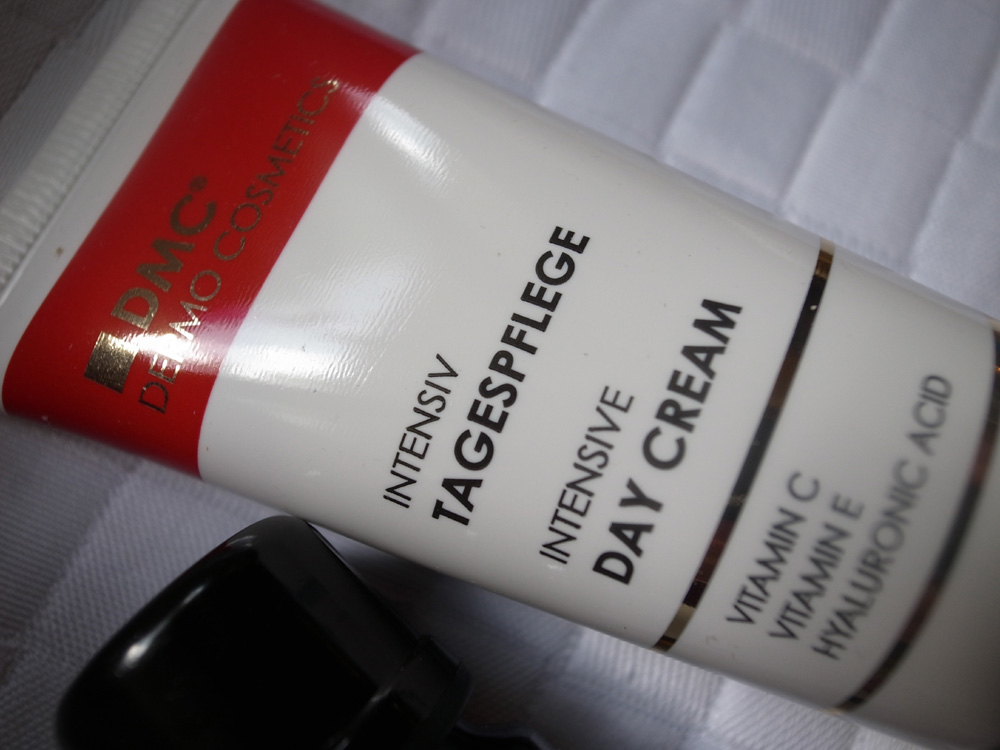 DMC®
DERMO COSMETICS
INTENSIV
TAGESPFLEGE
INTENSIVE
DAY CREAM
VITAMIN C
VITAMIN E
HYALURONIC ACID